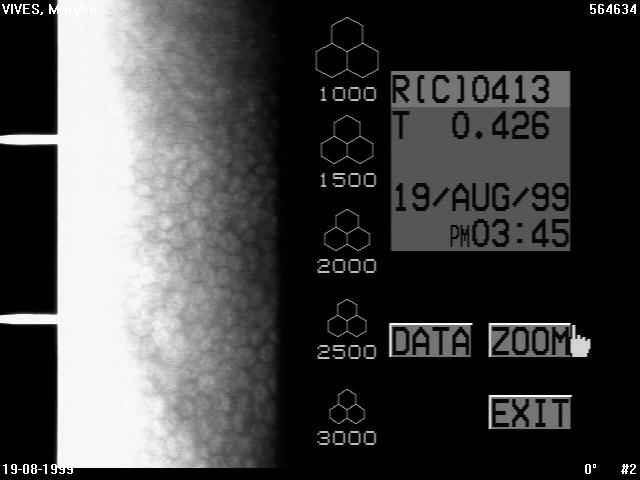 VIVES, Maryse
564634
1000
1500
2000
2500
3000
R[C]0413
T 0.426
19/AUG/99
PM03:45
DATA ZOOM
EXIT
19-08-1999
0° #2